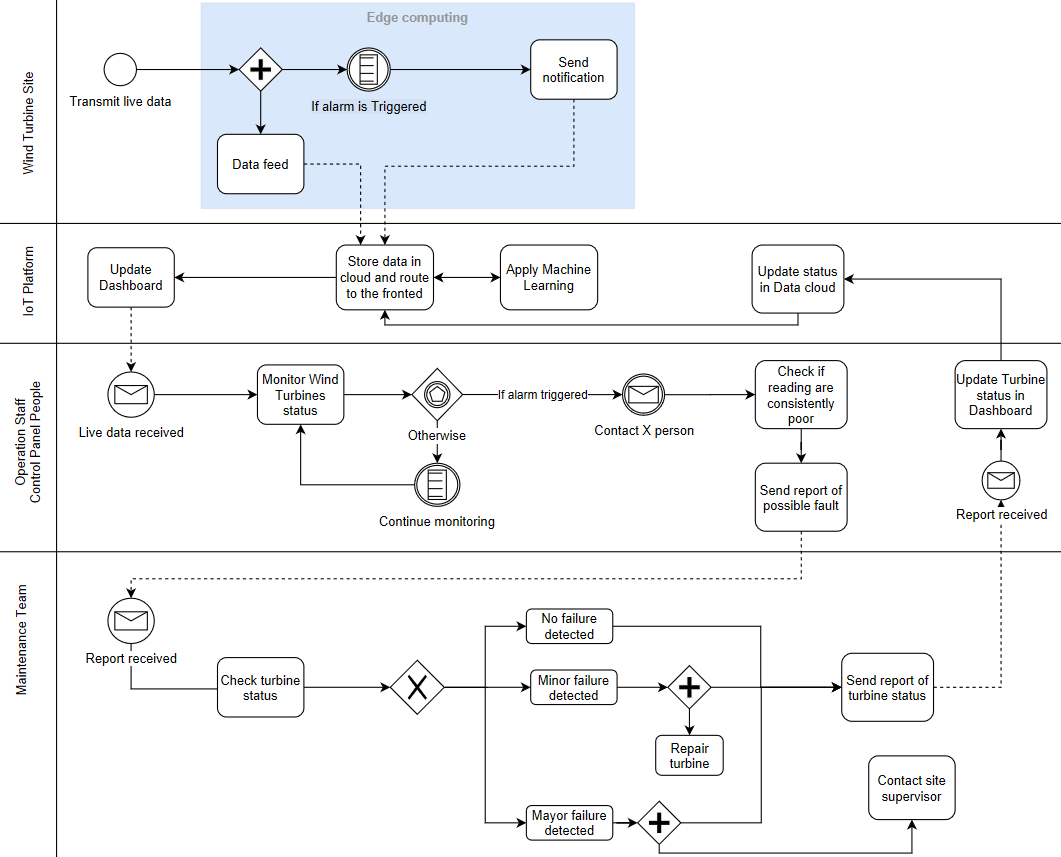 Edge computing
Wind Turbine Site
Transmit live data
If alarm is Triggered
Send
notification
Data feed
IoT Platform
Update
Dashboard
Store data in
cloud and route
to the fronted
Apply Machine
Learning
Update status
in Data cloud
Operation Staff
Control Panel People
Live data received
Monitor Wind
Turbines
status
If alarm triggered
Otherwise
Continue monitoring
Contact X person
Check if
reading are
consistently
poor
Send report of
possible fault
Update Turbine
status in
Dashboard
Report received
Maintenance Team
Report received
Check turbine
status
No failure
detected
Minor failure
detected
Repair
turbine
Mayor failure
detected
Send report of
turbine status
Contact site
supervisor